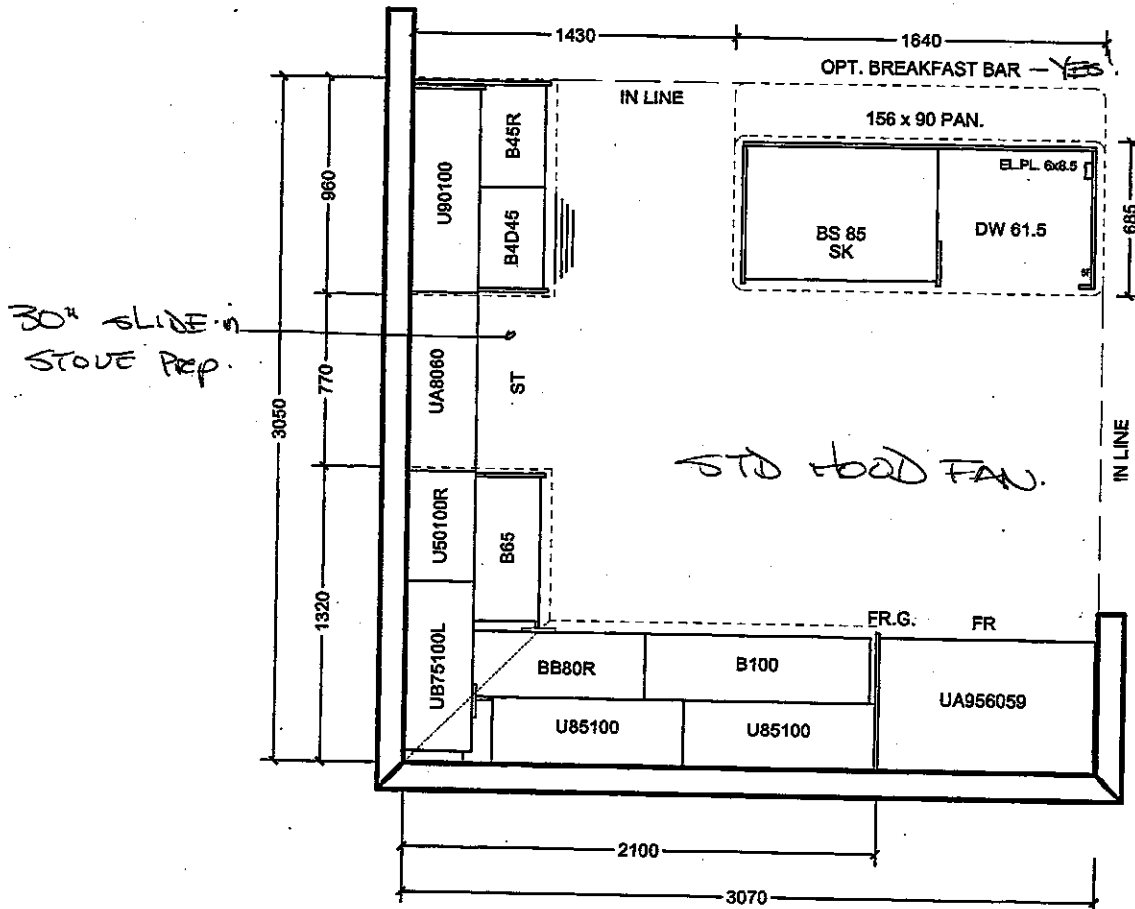 1430
1640
OPT. BREAKFAST BAR — YES.
IN LINE
156 x 90 PAN.
B45R
EL.PL. 6x8.5
960
U90100
685
B4D45
BS 85
SK
DW 61.5
30" SLIDE-in
STOVE Prep.
3050
770
UA8060
ST
IN LINE
STD HOOD FAN.
U50100R
B65
1320
FR.G.
FR
UB75100L
BB80R
B100
UA956059
U85100
U85100
2100
3070